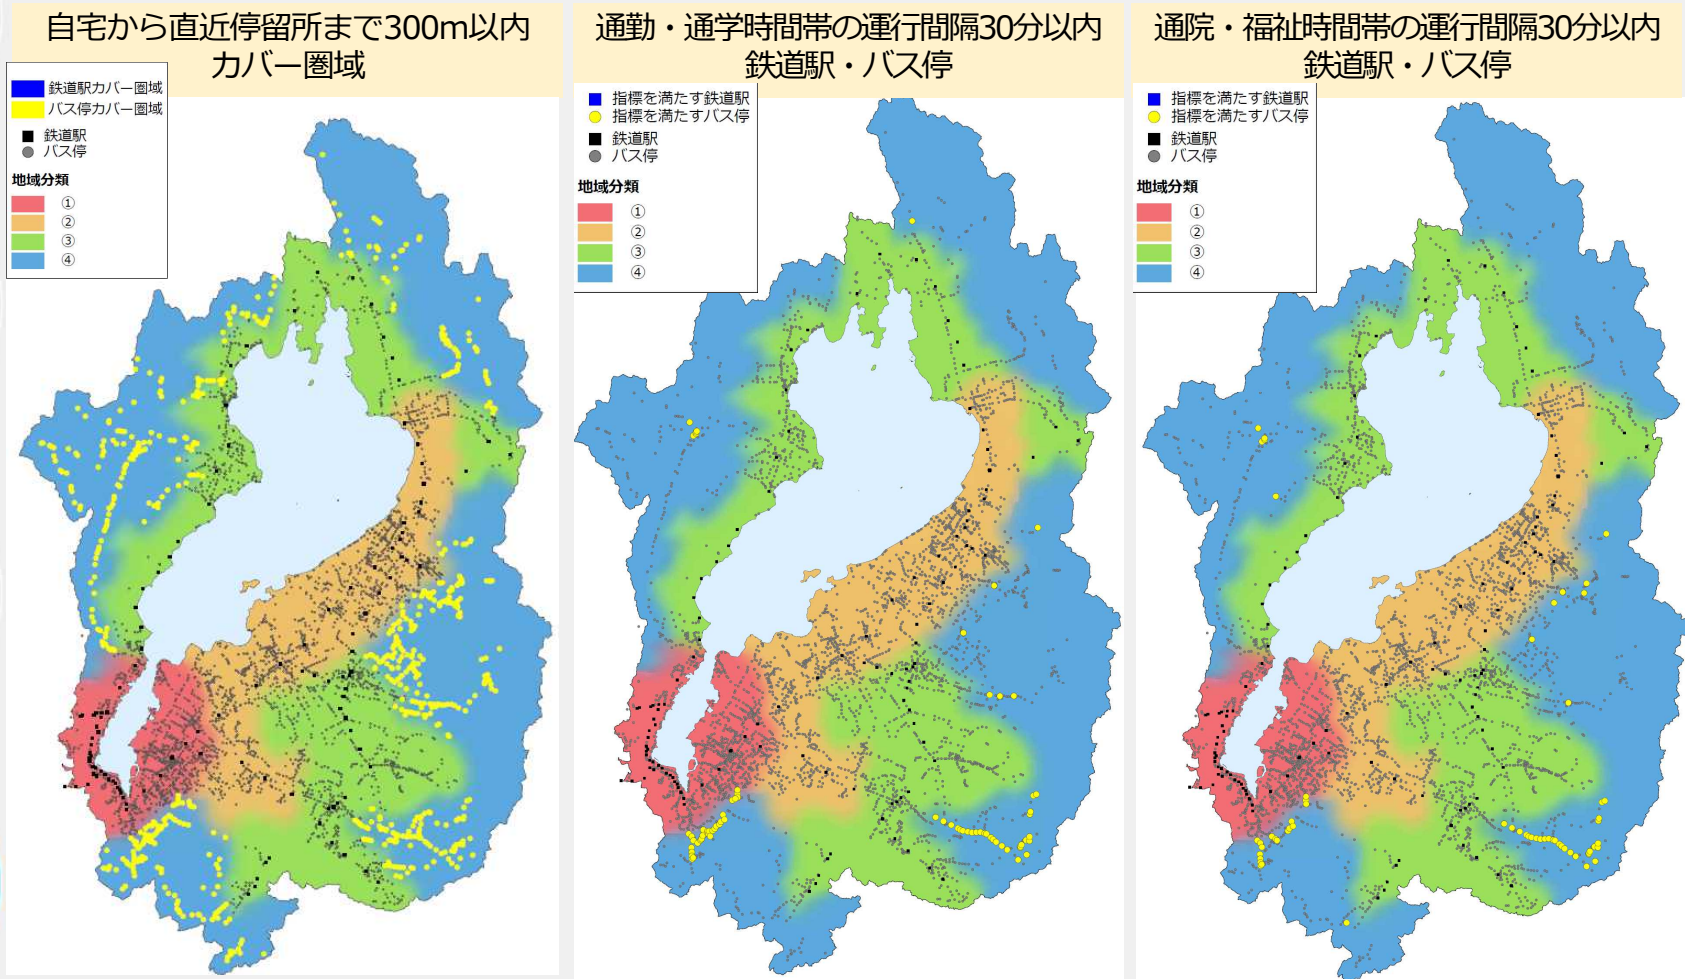 自宅から直近停留所まで300m以内
カバー圏域
鉄道駅カバー圏域
バス停カバー圏域
鉄道駅
バス停
地域分類
①
②
③
④
通勤・通学時間帯の運行間隔30分以内
鉄道駅・バス停
指標を満たす鉄道駅
指標を満たすバス停
鉄道駅
バス停
地域分類
①
②
③
④
通院・福祉時間帯の運行間隔30分以内
鉄道駅・バス停
指標を満たす鉄道駅
指標を満たすバス停
鉄道駅
バス停
地域分類
①
②
③
④